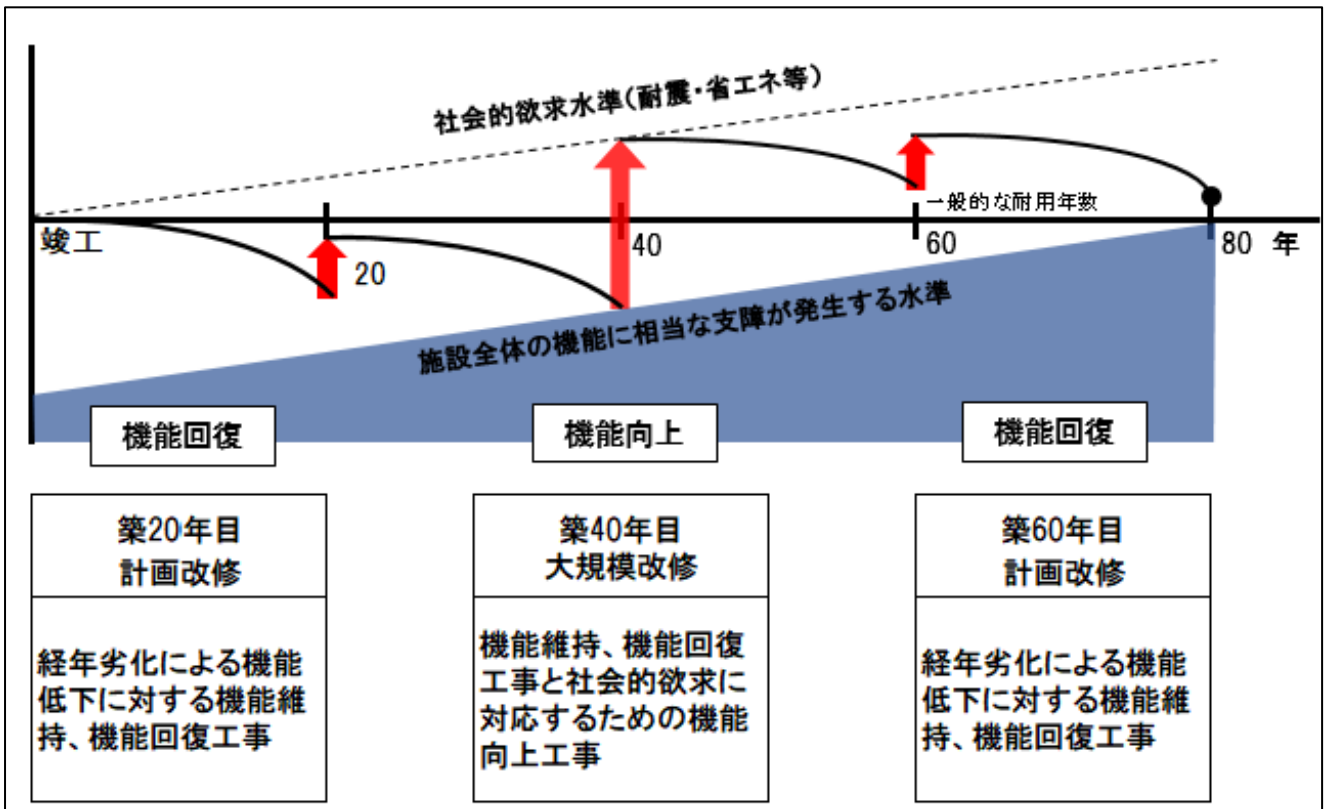 社会的欲求水準(耐震・省エネ等)
一般的な耐用年数
竣工
20
40
60
80 年
施設全体の機能に相当な支障が発生する水準
機能回復
機能向上
機能回復
築20年目
計画改修
経年劣化による機能
低下に対する機能維
持、機能回復工事
築40年目
大規模改修
機能維持、機能回復
工事と社会的欲求に
対応するための機能
向上工事
築60年目
計画改修
経年劣化による機能
低下に対する機能維
持、機能回復工事